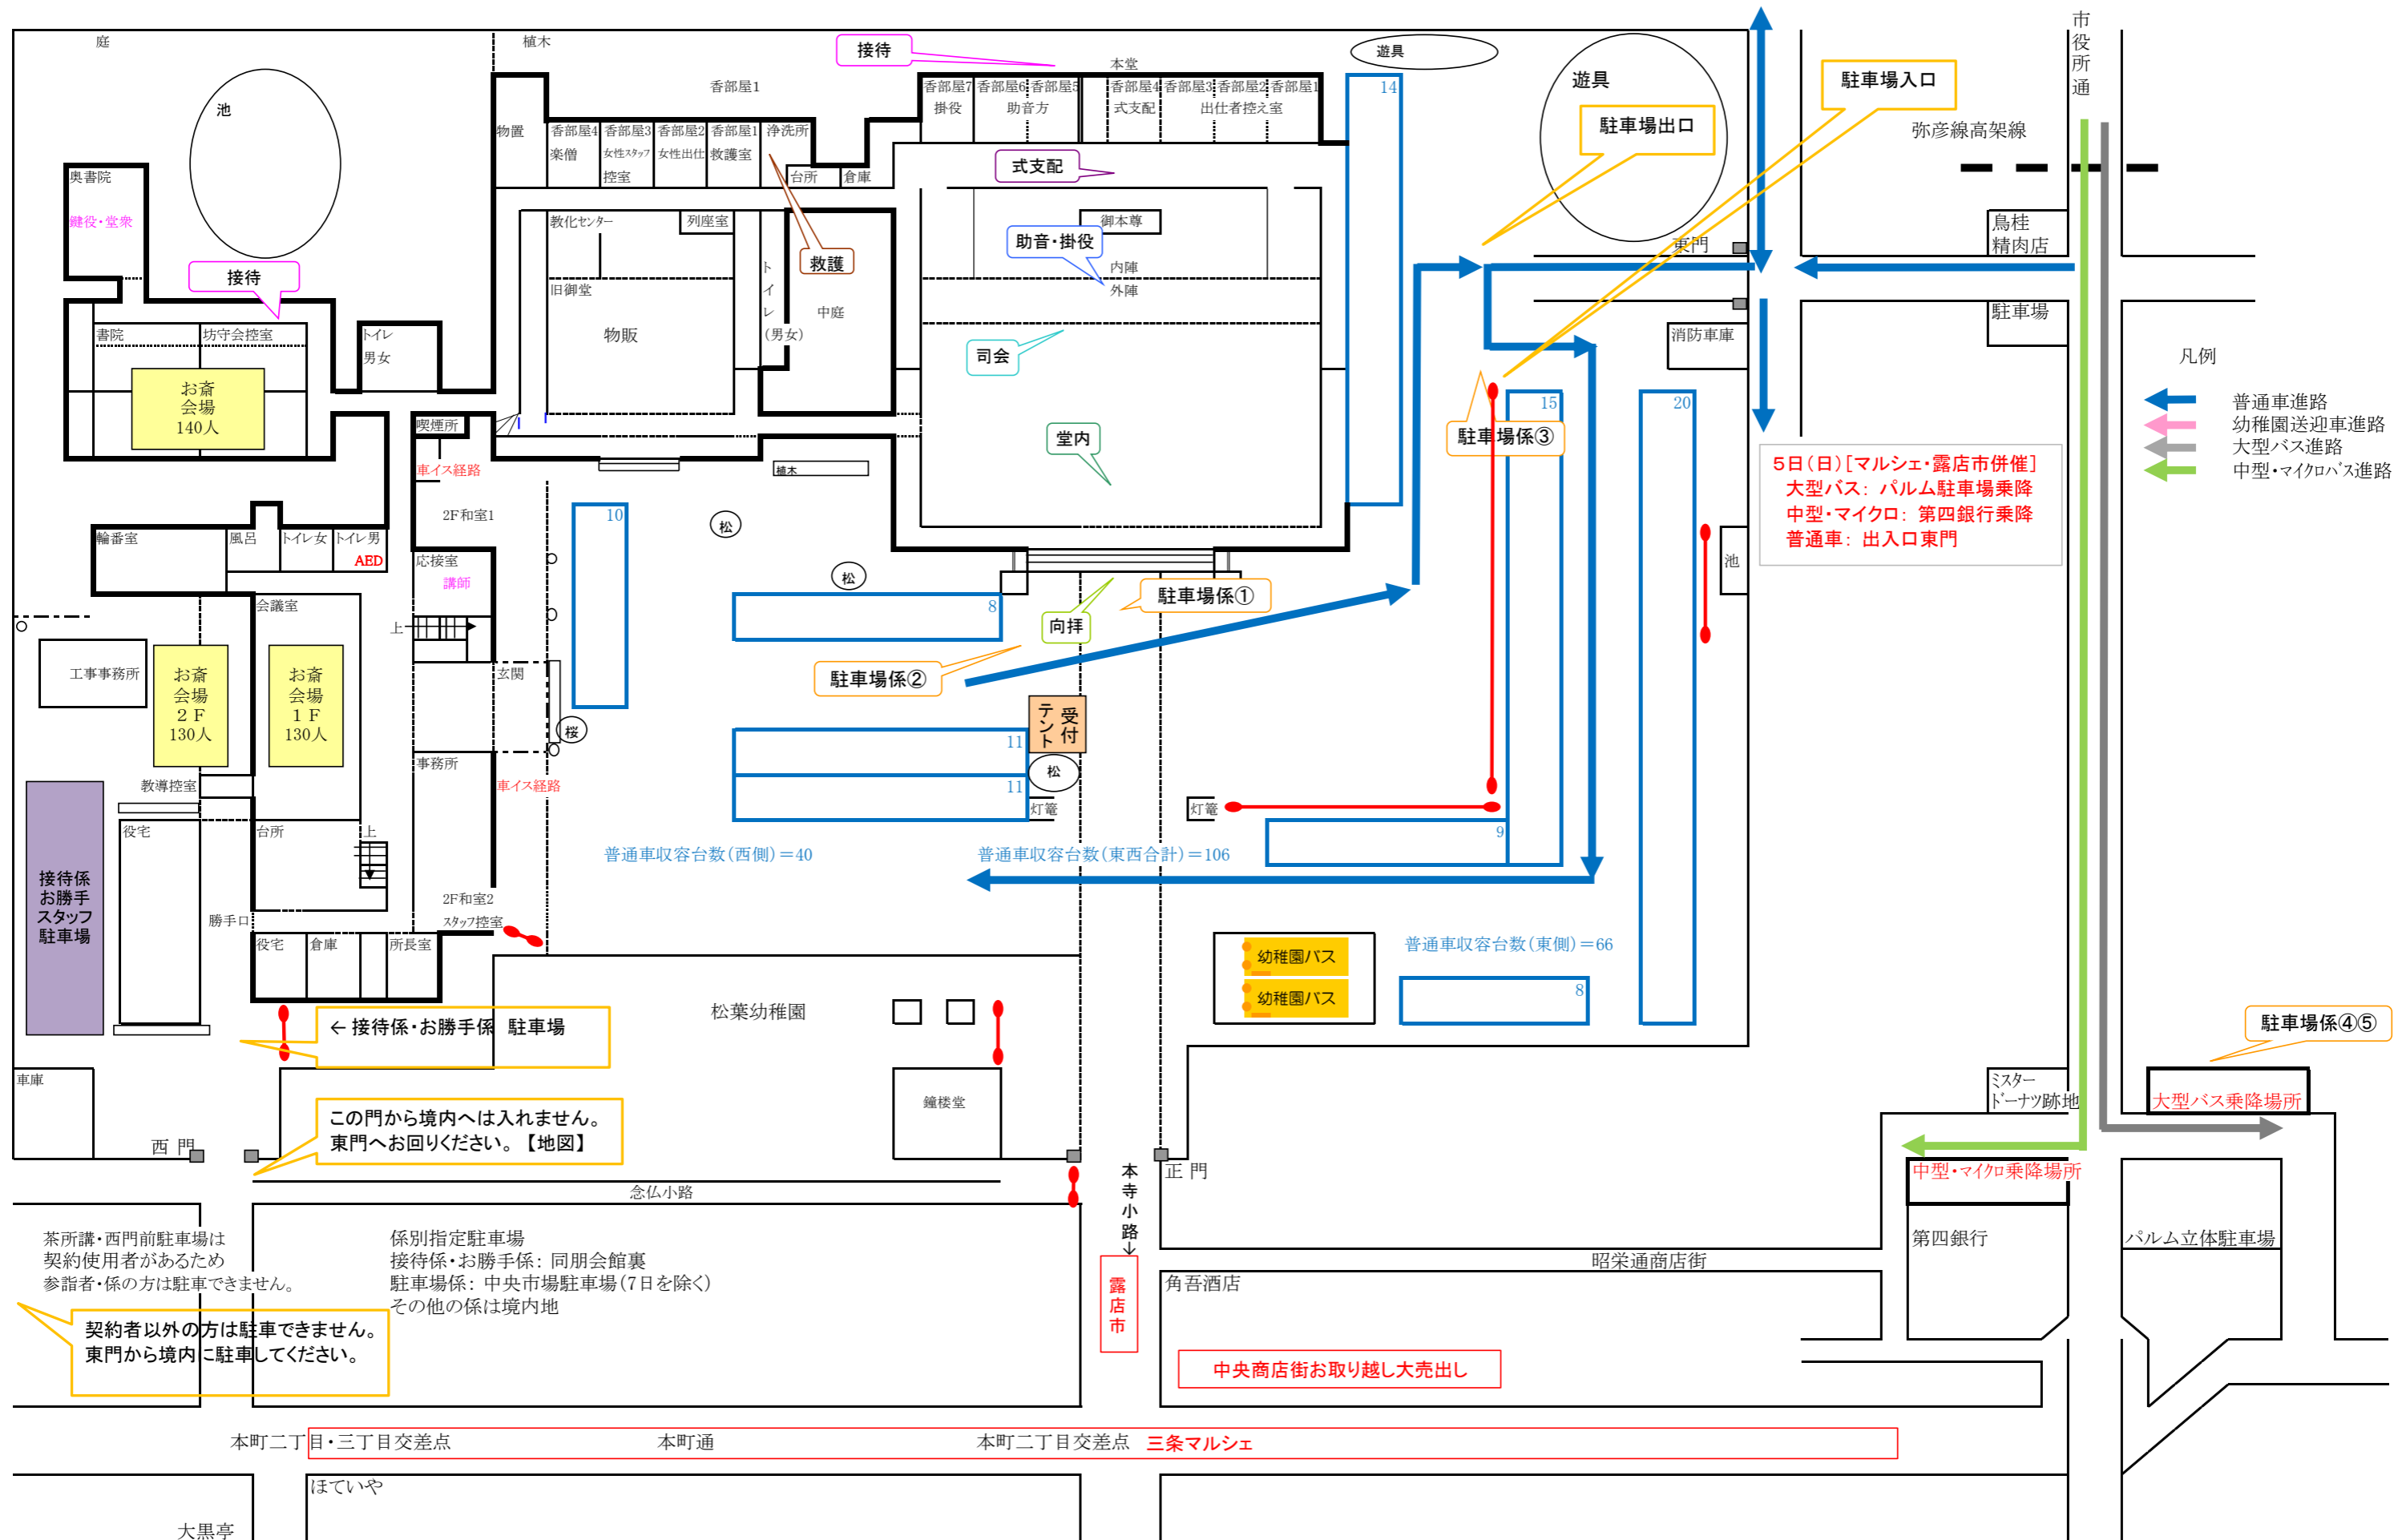 庭
植木
接待
本堂
遊具
市役所通
香部屋1
香部屋7
掛役
香部屋6
香部屋5
助音方
香部屋4
式支配
香部屋3
香部屋2
香部屋1
出仕者控え室
14
遊具
駐車場出口
駐車場入口
弥彦線高架線
池
物置
香部屋4
楽僧
香部屋3
女性スタッフ
控室
香部屋2
女性出仕
香部屋1
救護室
浄洗所
台所
倉庫
式支配
奥書院
鍵役・堂衆
接待
教化センター
列座室
旧御堂
物販
トイレ
(男女)
救護
中庭
御本尊
助音・掛役
内陣
外陣
司会
堂内
東門
鳥桂
精肉店
駐車場
消防車庫
凡例
普通車進路
幼稚園送迎車進路
大型バス進路
中型・マイクロバス進路
書院
坊守会控室
トイレ
男女
お斎
会場
140人
喫煙所
車イス経路
植木
2F和室1
10
松
松
15
20
駐車場係③
5日(日)[マルシェ・露店市併催]
大型バス: パルム駐車場乗降
中型・マイクロ: 第四銀行乗降
普通車: 出入口東門
輪番室
風呂
トイレ女
トイレ男
AED
応接室
講師
池
会議室
上
8
向拝
駐車場係①
駐車場係②
工事事務所
お斎
会場
2F
130人
お斎
会場
1F
130人
玄関
桜
受付
テント
11
松
11
灯篭
灯篭
事務所
車イス経路
教導控室
役宅
台所
上
9
普通車収容台数(西側)=40
普通車収容台数(東西合計)=106
接待係
お勝手
スタッフ
駐車場
2F和室2
スタッフ控室
勝手口
役宅
倉庫
所長室
幼稚園バス
幼稚園バス
普通車収容台数(東側)=66
8
松葉幼稚園
←接待係・お勝手係 駐車場
駐車場係④⑤
車庫
鐘楼堂
ミスター
ドーナツ跡地
大型バス乗降場所
この門から境内へは入れません。
東門へお回りください。【地図】
西門
正門
本寺小路↓
中型・マイクロ乗降場所
念仏小路
茶所講・西門前駐車場は
契約使用者があるため
参詣者・係の方は駐車できません。
係別指定駐車場
接待係・お勝手係: 同朋会館裏
駐車場係: 中央市場駐車場(7日を除く)
その他の係は境内地
第四銀行
パルム立体駐車場
昭栄通商店街
角吾酒店
露店市
契約者以外の方は駐車できません。
東門から境内に駐車してください。
中央商店街お取り越し大売出し
本町二丁目・三丁目交差点
本町通
本町二丁目交差点
三条マルシェ
ほていや
大黒亭